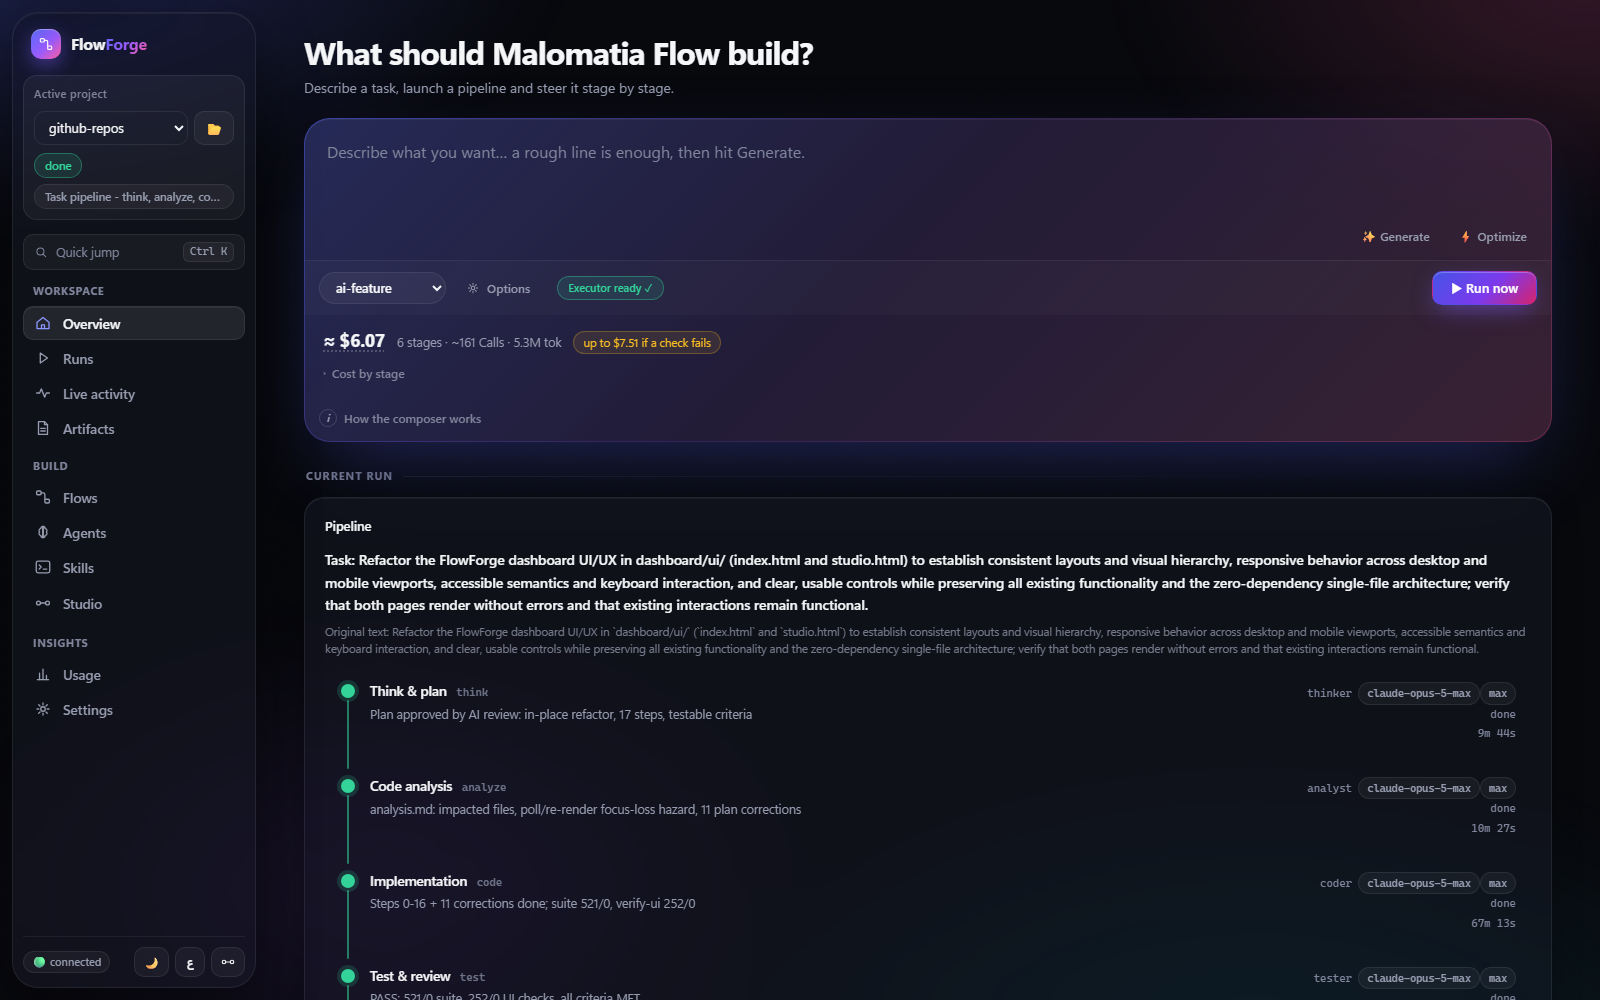 FlowForge
Active project
github-repos
done
Task pipeline - think, analyze, co...
Quick jump
Ctrl K
WORKSPACE
Overview
Runs
Live activity
Artifacts
BUILD
Flows
Agents
Skills
Studio
INSIGHTS
Usage
Settings
connected
ع
What should Malomatia Flow build?
Describe a task, launch a pipeline and steer it stage by stage.
Describe what you want... a rough line is enough, then hit Generate.
✨ Generate
Optimize
ai-feature
Options
Executor ready ✓
▶ Run now
≈ $6.07
6 stages · ~161 Calls · 5.3M tok
up to $7.51 if a check fails
Cost by stage
i How the composer works
CURRENT RUN
Pipeline
Task: Refactor the FlowForge dashboard UI/UX in dashboard/ui/ (index.html and studio.html) to establish consistent layouts and visual hierarchy, responsive behavior across desktop and
mobile viewports, accessible semantics and keyboard interaction, and clear, usable controls while preserving all existing functionality and the zero-dependency single-file architecture; verify
that both pages render without errors and that existing interactions remain functional.
Original text: Refactor the FlowForge dashboard UI/UX in `dashboard/ui/` (`index.html` and `studio.html`) to establish consistent layouts and visual hierarchy, responsive behavior across desktop and mobile viewports, accessible semantics and
keyboard interaction, and clear, usable controls while preserving all existing functionality and the zero-dependency single-file architecture; verify that both pages render without errors and that existing interactions remain functional.
Think & plan think
thinker claude-opus-5-max max
Plan approved by AI review: in-place refactor, 17 steps, testable criteria
done
9m 44s
Code analysis analyze
analyst claude-opus-5-max max
analysis.md: impacted files, poll/re-render focus-loss hazard, 11 plan corrections
done
10m 27s
Implementation code
coder claude-opus-5-max max
Steps 0-16 + 11 corrections done; suite 521/0, verify-ui 252/0
done
67m 13s
Test & review test
tester claude-opus-5-max max
PASS: 521/0 suite, 252/0 UI checks, all criteria MET
done